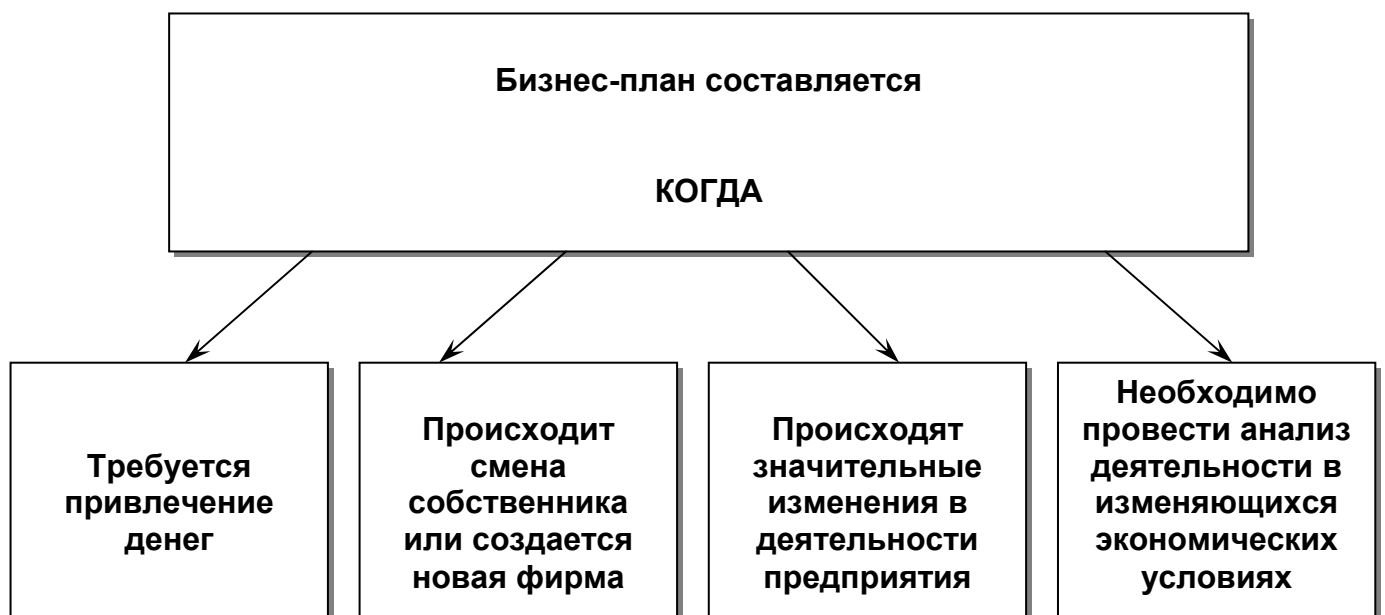 Бизнес-план составляется
КОГДА
Требуется
привлечение
денег
Происходит
смена
собственника
или создается
новая фирма
Происходят
значительные
изменения в
деятельности
предприятия
Необходимо
провести анализ
деятельности в
изменяющихся
экономических
условиях